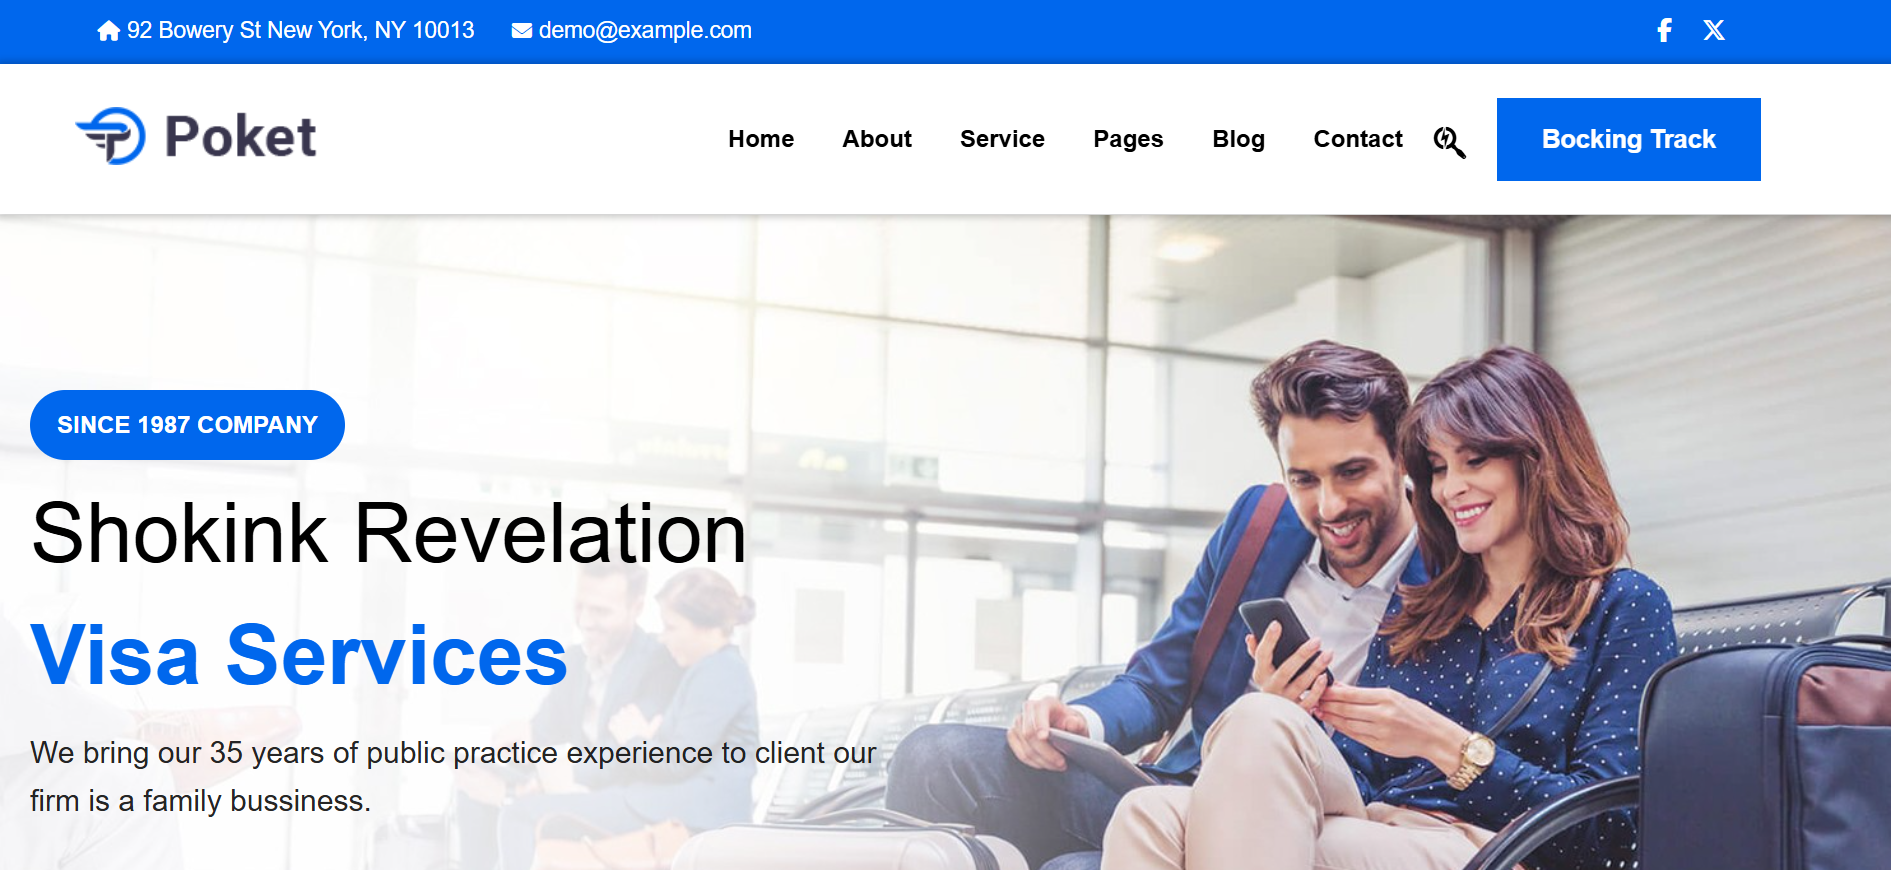 92 Bowery St New York, NY 10013 demo@example.com
Poket
Home About Service Pages Blog Contact Bocking Track
SINCE 1987 COMPANY
Shokink Revelation
Visa Services
We bring our 35 years of public practice experience to client our
firm is a family bussiness.